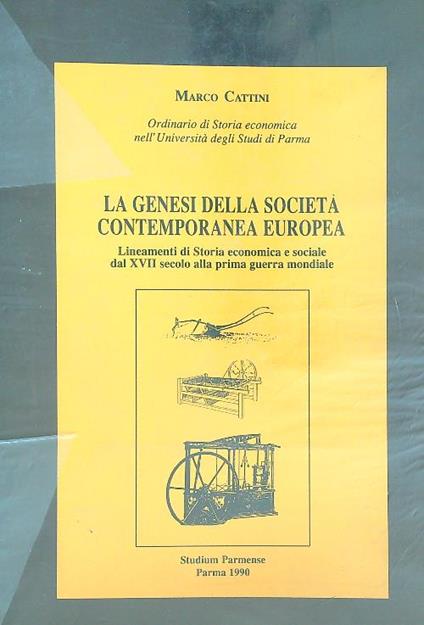 MARCO CATTINI
Ordinario di Storia economica
nell'Università degli Studi di Parma
LA GENESI DELLA SOCIETÀ
CONTEMPORANEA EUROPEA
Lineamenti di Storia economica e sociale
dal XVII secolo alla prima guerra mondiale
Studium Parmense
Parma 1990